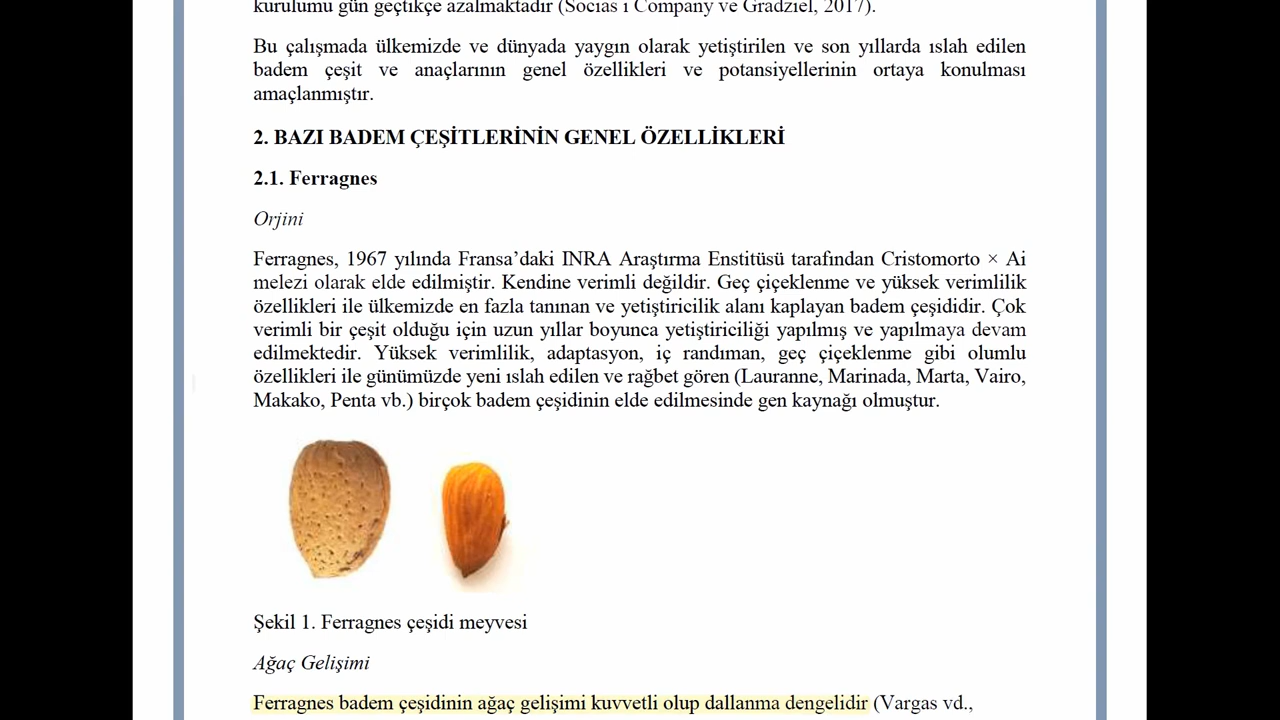 kurulumu gün geçtikçe azalmaktadır (Socias i Company ve Gradziel, 2017).
Bu çalışmada ülkemizde ve dünyada yaygın olarak yetiştirilen ve son yıllarda ıslah edilen
badem çeşit ve anaçlarının genel özellikleri ve potansiyellerinin ortaya konulması
amaçlanmıştır.
2. BAZI BADEM ÇEŞİTLERİNİN GENEL ÖZELLİKLERİ
2.1. Ferragnes
Orjini
Ferragnes, 1967 yılında Fransa’daki INRA Araştırma Enstitüsü tarafından Cristomorto × Ai
melezi olarak elde edilmiştir. Kendine verimli değildir. Geç çiçeklenme ve yüksek verimlilik
özellikleri ile ülkemizde en fazla tanınan ve yetiştiricilik alanı kaplayan badem çeşididir. Çok
verimli bir çeşit olduğu için uzun yıllar boyunca yetiştiriciliği yapılmış ve yapılmaya devam
edilmektedir. Yüksek verimlilik, adaptasyon, iç randıman, geç çiçeklenme gibi olumlu
özellikleri ile günümüzde yeni ıslah edilen ve rağbet gören (Lauranne, Marinada, Marta, Vairo,
Makako, Penta vb.) birçok badem çeşidinin elde edilmesinde gen kaynağı olmuştur.
Şekil 1. Ferragnes çeşidi meyvesi
Ağaç Gelişimi
Ferragnes badem çeşidinin ağaç gelişimi kuvvetli olup dallanma dengelidir (Vargas vd.,